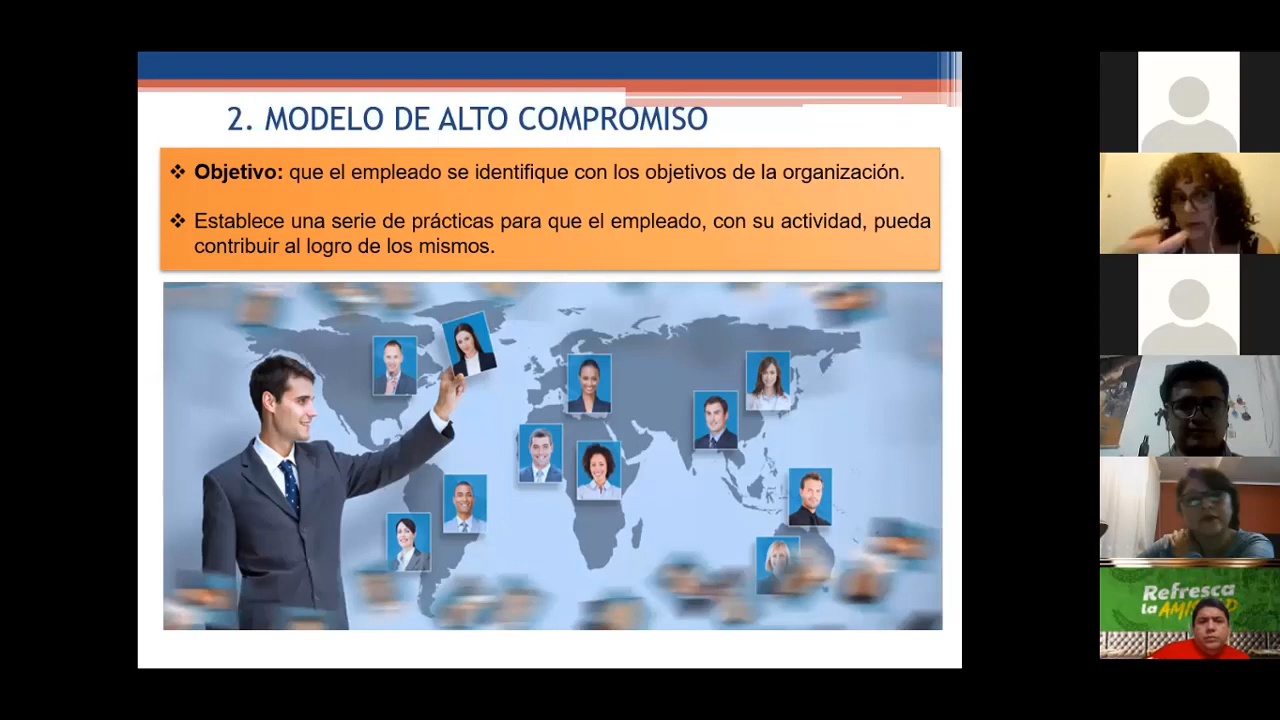 2. MODELO DE ALTO COMPROMISO
❖ Objetivo: que el empleado se identifique con los objetivos de la organización.
❖ Establece una serie de prácticas para que el empleado, con su actividad, pueda
contribuir al logro de los mismos.
Refresca
la AMISTAD